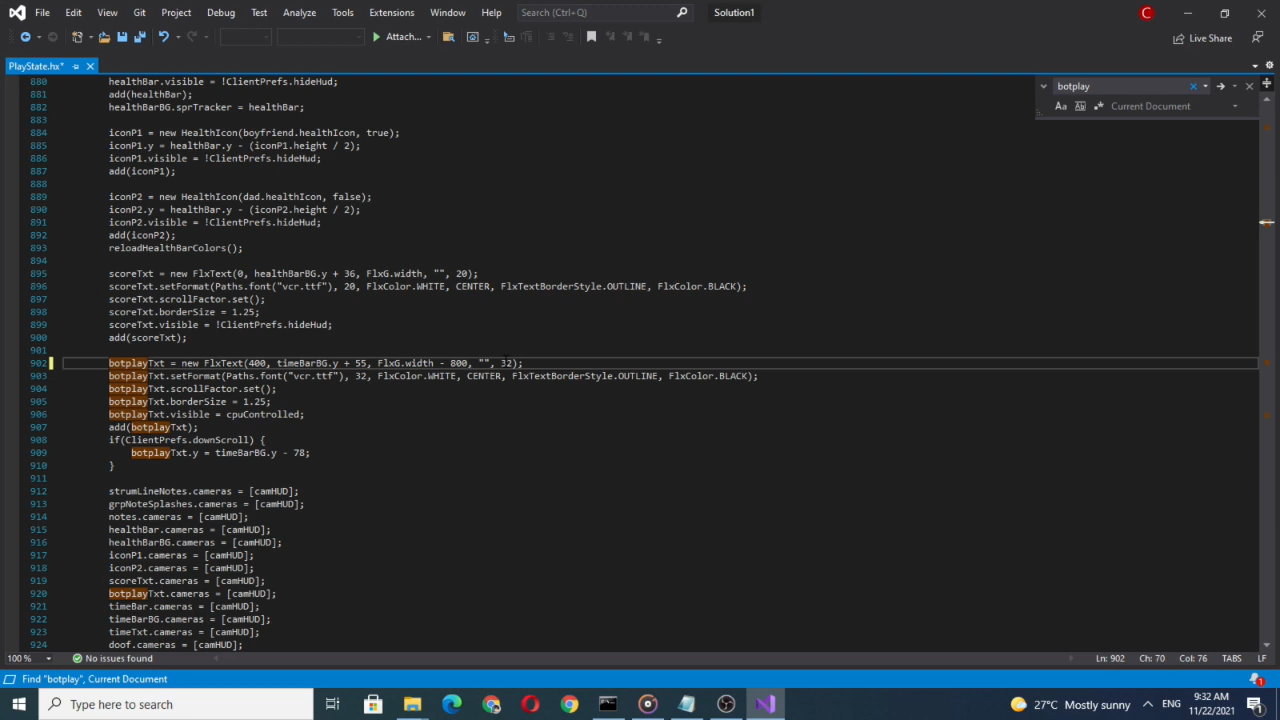 File Edit View Git Project Debug Test Analyze Tools Extensions Window Help Search (Ctrl+Q) Solution1 C
Attach... Live Share
PlayState.hx*
botplay
Aa Current Document
880 healthBar.visible = !ClientPrefs.hideHud;
881 add(healthBar);
882 healthBarBG.sprTracker = healthBar;
883
884 iconP1 = new HealthIcon(boyfriend.healthIcon, true);
885 iconP1.y = healthBar.y - (iconP1.height / 2);
886 iconP1.visible = !ClientPrefs.hideHud;
887 add(iconP1);
888
889 iconP2 = new HealthIcon(dad.healthIcon, false);
890 iconP2.y = healthBar.y - (iconP2.height / 2);
891 iconP2.visible = !ClientPrefs.hideHud;
892 add(iconP2);
893 reloadHealthBarColors();
894
895 scoreTxt = new FlxText(0, healthBarBG.y + 36, FlxG.width, "", 20);
896 scoreTxt.setFormat(Paths.font("vcr.ttf"), 20, FlxColor.WHITE, CENTER, FlxTextBorderStyle.OUTLINE, FlxColor.BLACK);
897 scoreTxt.scrollFactor.set();
898 scoreTxt.borderSize = 1.25;
899 scoreTxt.visible = !ClientPrefs.hideHud;
900 add(scoreTxt);
901
902 botplayTxt = new FlxText(400, timeBarBG.y + 55, FlxG.width - 800, "", 32);
903 botplayTxt.setFormat(Paths.font("vcr.ttf"), 32, FlxColor.WHITE, CENTER, FlxTextBorderStyle.OUTLINE, FlxColor.BLACK);
904 botplayTxt.scrollFactor.set();
905 botplayTxt.borderSize = 1.25;
906 botplayTxt.visible = cpuControlled;
907 add(botplayTxt);
908 if(ClientPrefs.downScroll) {
909 botplayTxt.y = timeBarBG.y - 78;
910 }
911
912 strumLineNotes.cameras = [camHUD];
913 grpNoteSplashes.cameras = [camHUD];
914 notes.cameras = [camHUD];
915 healthBar.cameras = [camHUD];
916 healthBarBG.cameras = [camHUD];
917 iconP1.cameras = [camHUD];
918 iconP2.cameras = [camHUD];
919 scoreTxt.cameras = [camHUD];
920 botplayTxt.cameras = [camHUD];
921 timeBar.cameras = [camHUD];
922 timeBarBG.cameras = [camHUD];
923 timeTxt.cameras = [camHUD];
924 doof.cameras = [camHUD];
100 % No issues found Ln: 902 Ch: 70 Col: 76 TABS LF
Find "botplay", Current Document 1
Type here to search 27°C Mostly sunny ENG 9:32 AM 11/22/2021 1